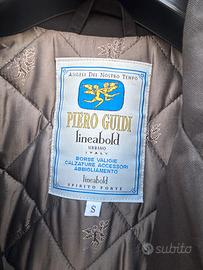 ANGELI DEL NOSTRO TEMPO
PIERO GUIDI
lineabold
URBINO
ITALY
BORSE VALIGIE
CALZATURE ACCESSORI
ABBIGLIAMENTO
lineabold
SPIRITO FORTE
S
subito